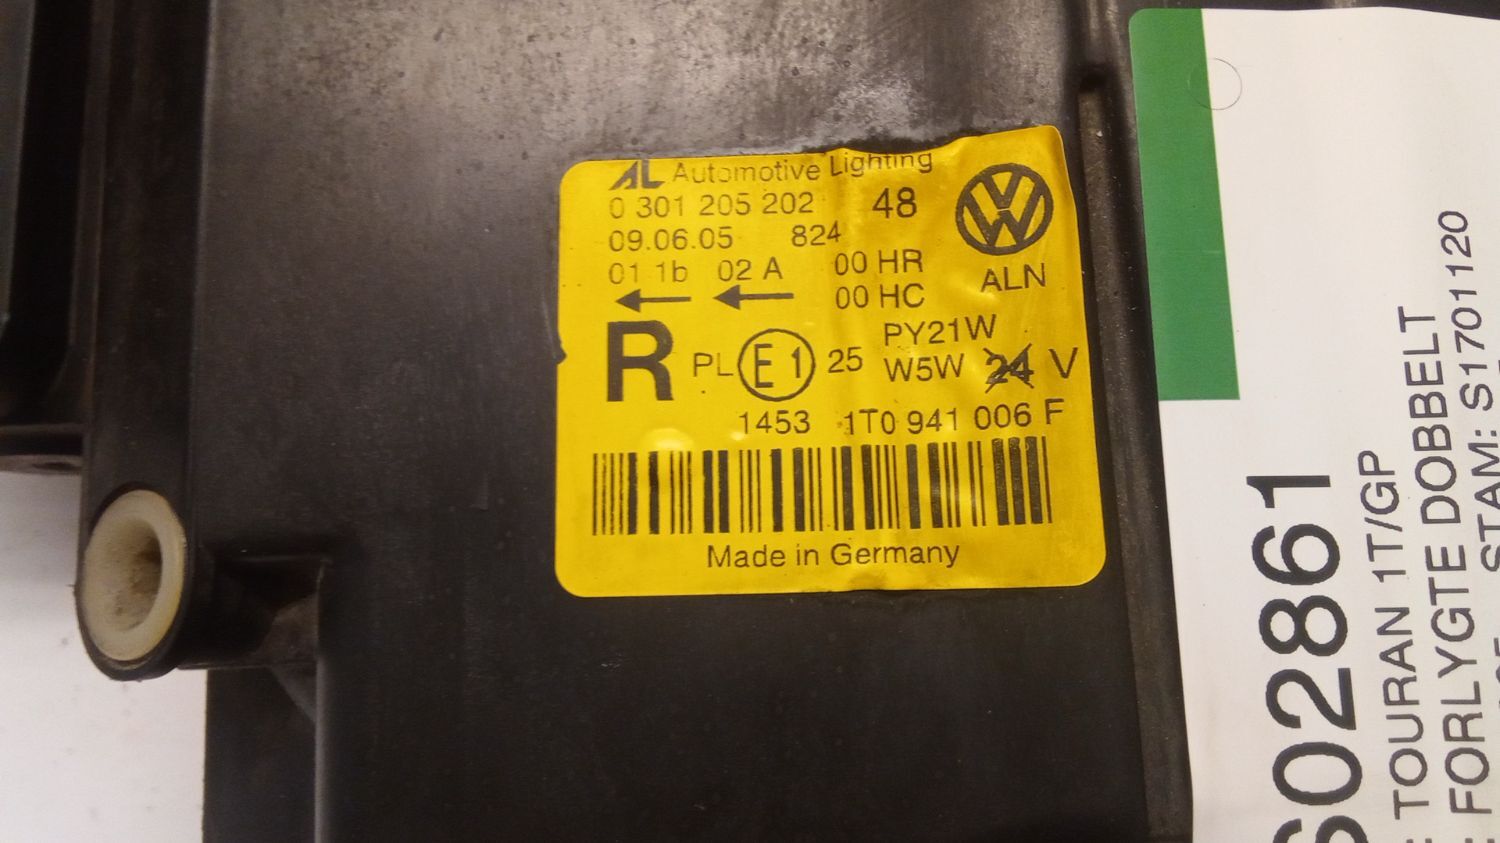 AL Automotive Lighting
0 301 205 202 48
09.06.05 824
01 1b 02 A 00 HR
00 HC
ALN
R PL E1 25
PY21W
W5W 24 V
1453 1T0 941 006 F
Made in Germany
602861
TOURAN 1T/GP
FORLYGTE DOBBELT
STAM: S1701120